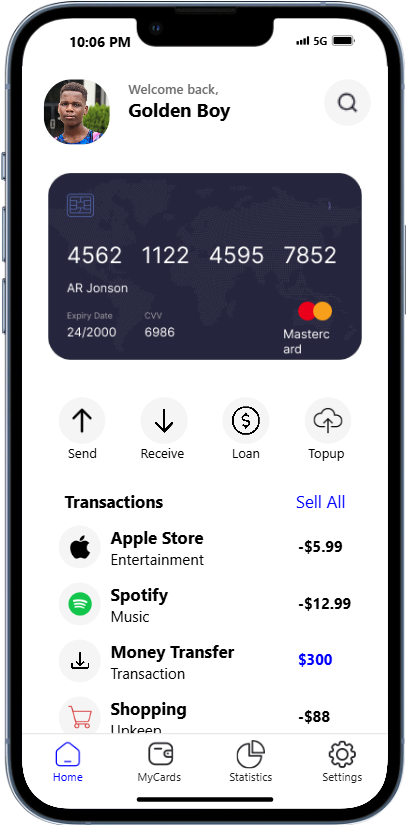 10:06 PM 5G
Welcome back,
Golden Boy
4562 1122 4595 7852
AR Jonson
Expiry Date CVV
24/2000 6986
Masterc
ard
Send Receive Loan Topup
Transactions Sell All
Apple Store
Entertainment
-$5.99
Spotify
Music
-$12.99
Money Transfer
Transaction
$300
Shopping
Upkeep
-$88
Home MyCards Statistics Settings